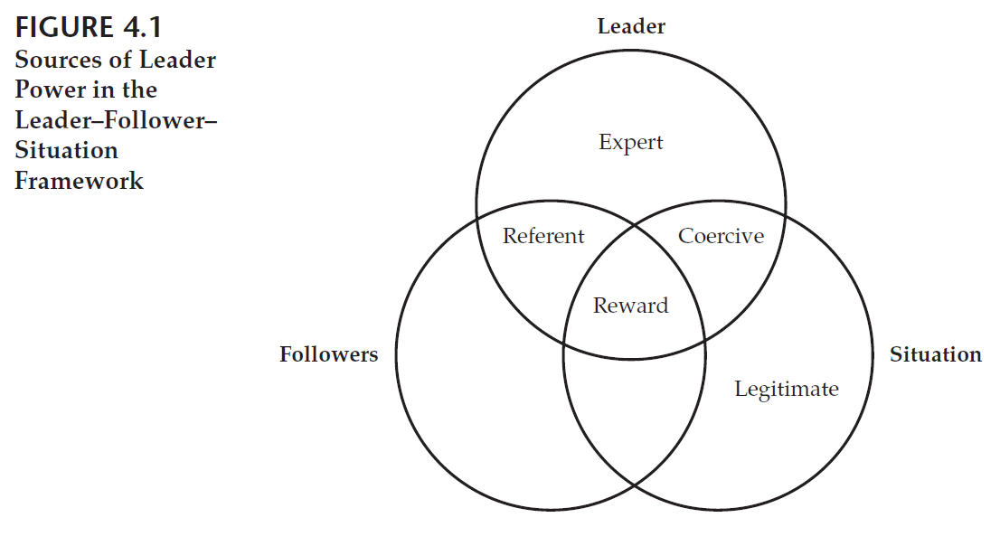 FIGURE 4.1
Sources of Leader
Power in the
Leader–Follower–
Situation
Framework
Leader
Expert
Referent
Coercive
Reward
Followers
Situation
Legitimate